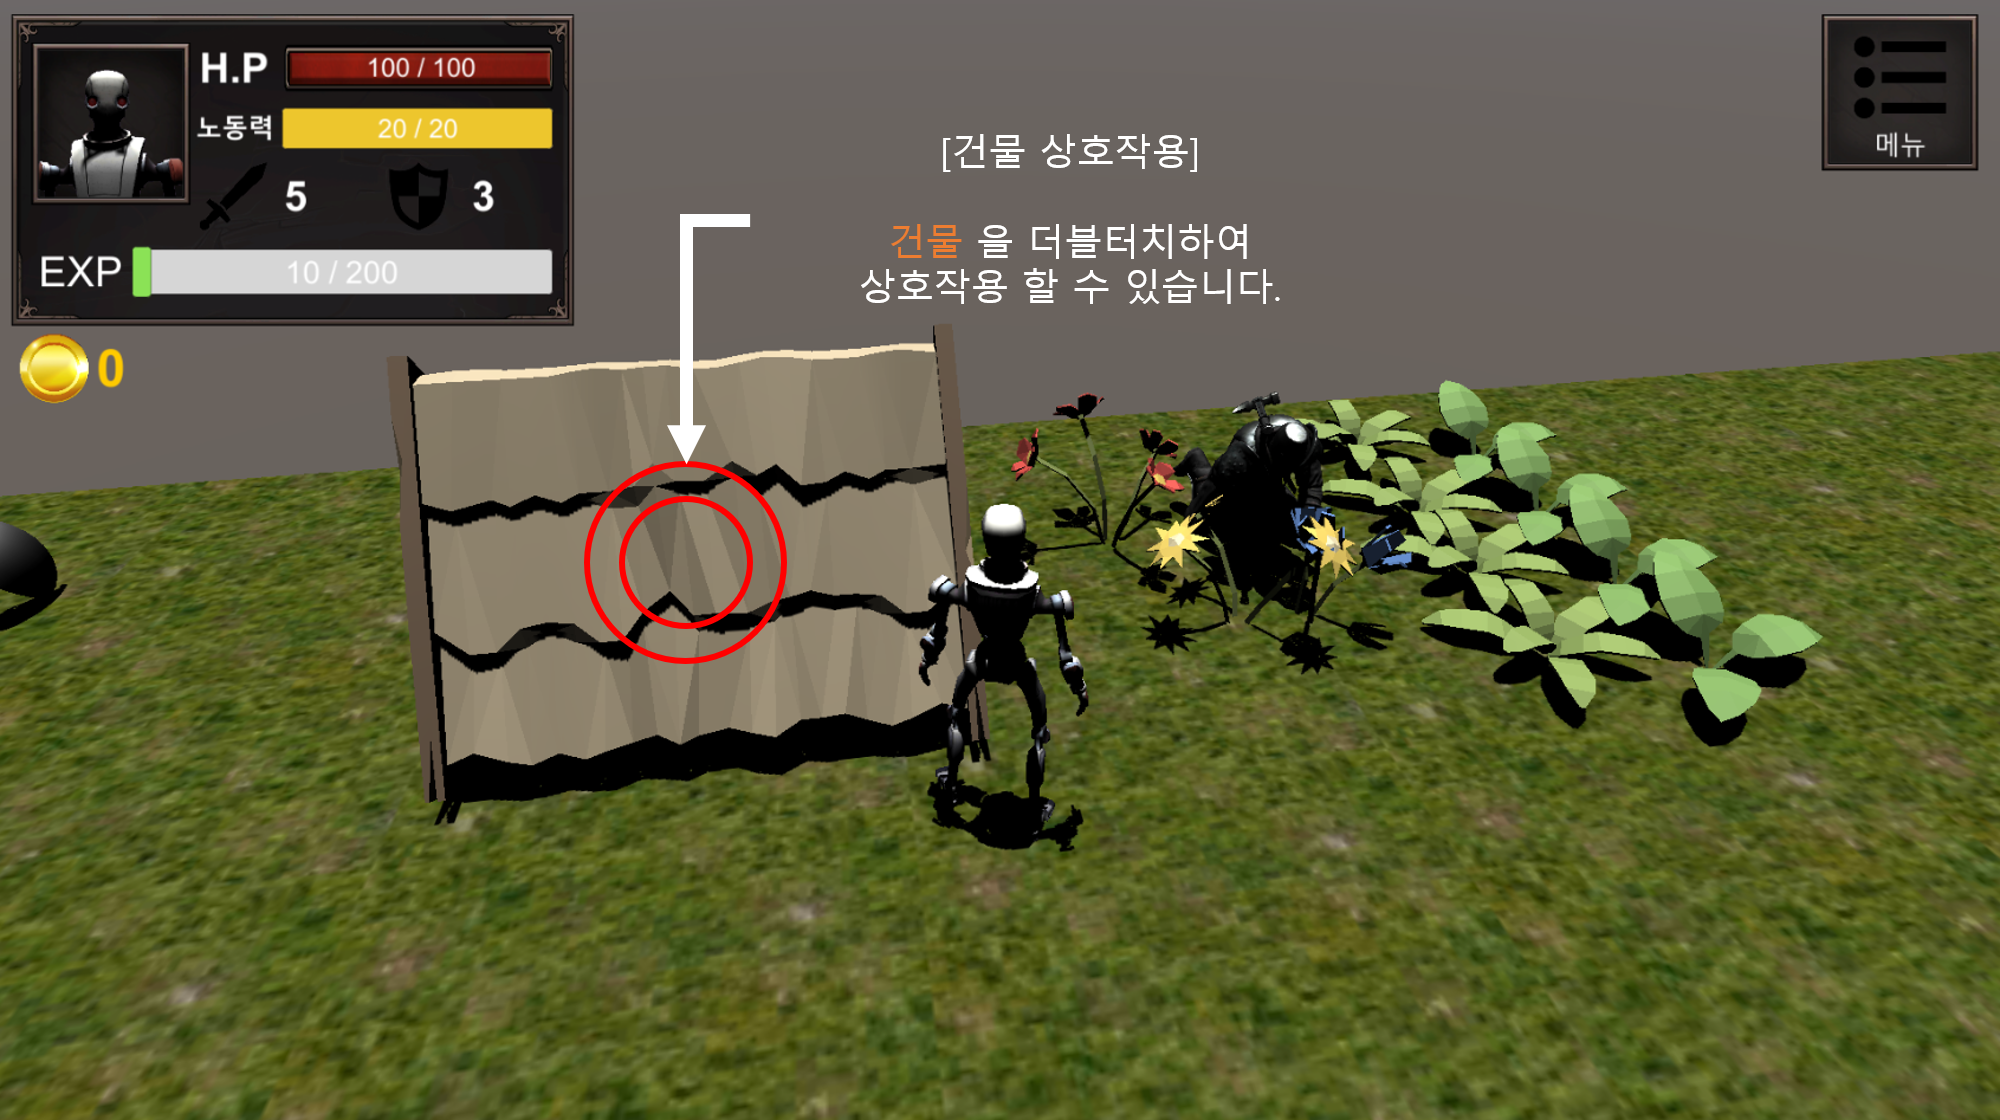 H.P 100 / 100
노동력 20 / 20
5 3
EXP 10 / 200
0
메뉴
[건물 상호작용]
건물 을 더블터치하여
상호작용 할 수 있습니다.